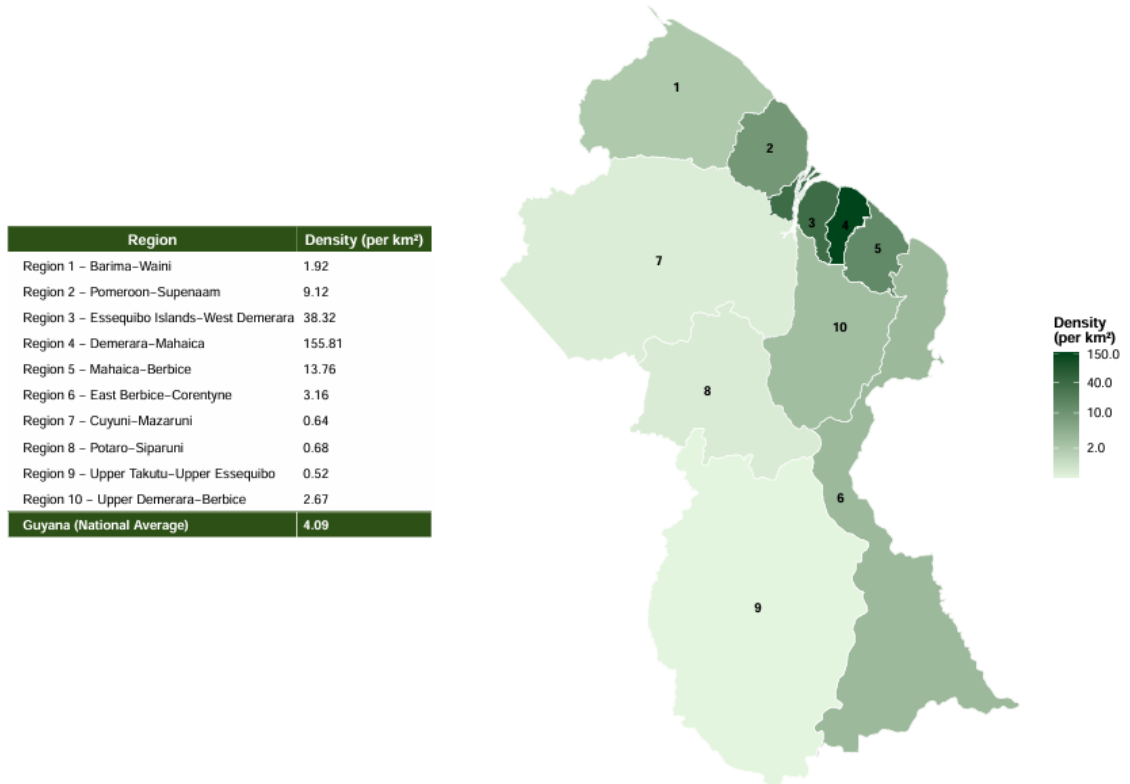 Region Density (per km²)
Region 1 – Barima–Waini 1.92
Region 2 – Pomeroon–Supenaam 9.12
Region 3 – Essequibo Islands–West Demerara 38.32
Region 4 – Demerara–Mahaica 155.81
Region 5 – Mahaica–Berbice 13.76
Region 6 – East Berbice–Corentyne 3.16
Region 7 – Cuyuni–Mazaruni 0.64
Region 8 – Potaro–Siparuni 0.68
Region 9 – Upper Takutu–Upper Essequibo 0.52
Region 10 – Upper Demerara–Berbice 2.67
Guyana (National Average) 4.09
1
2
3
4
5
7
10
8
6
9
Density
(per km²)
150.0
40.0
10.0
2.0